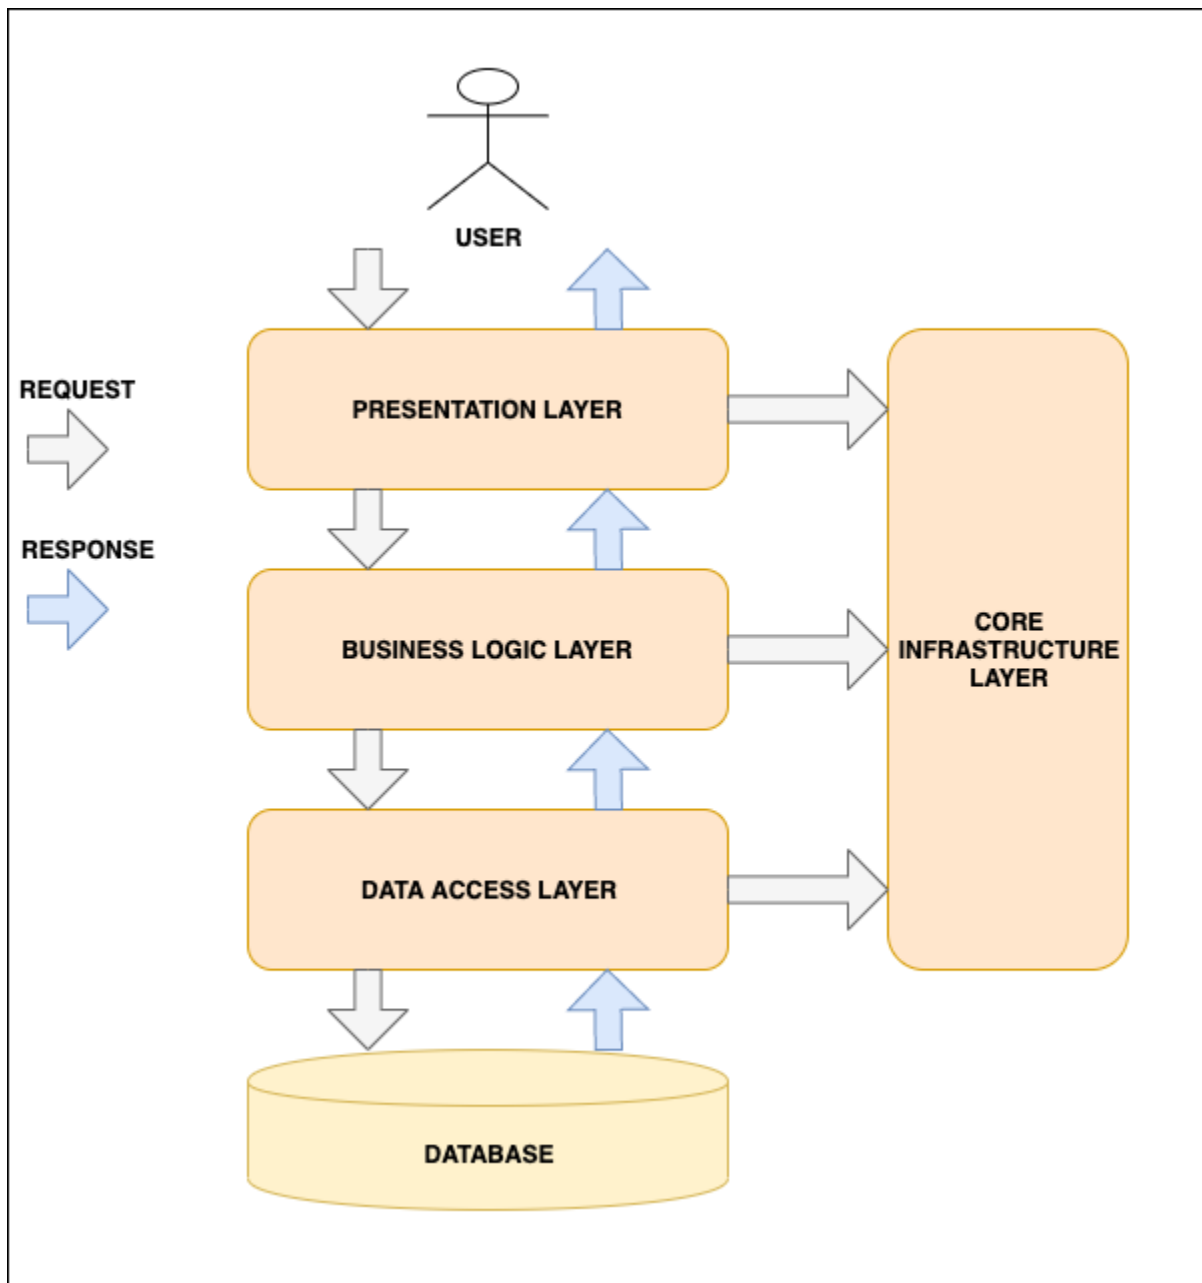 USER
REQUEST
PRESENTATION LAYER
RESPONSE
BUSINESS LOGIC LAYER
CORE
INFRASTRUCTURE
LAYER
DATA ACCESS LAYER
DATABASE